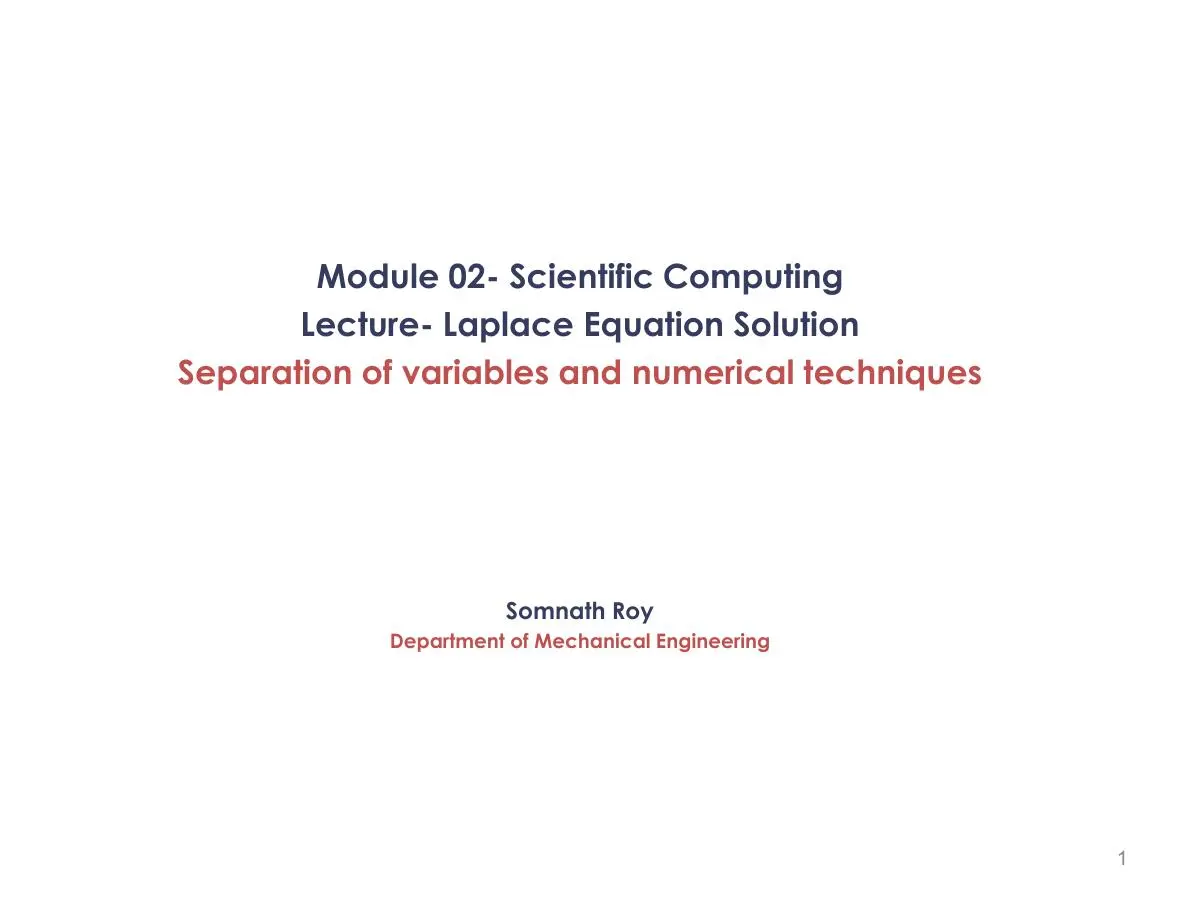 Module 02- Scientific Computing
Lecture- Laplace Equation Solution
Separation of variables and numerical techniques
Somnath Roy
Department of Mechanical Engineering
1